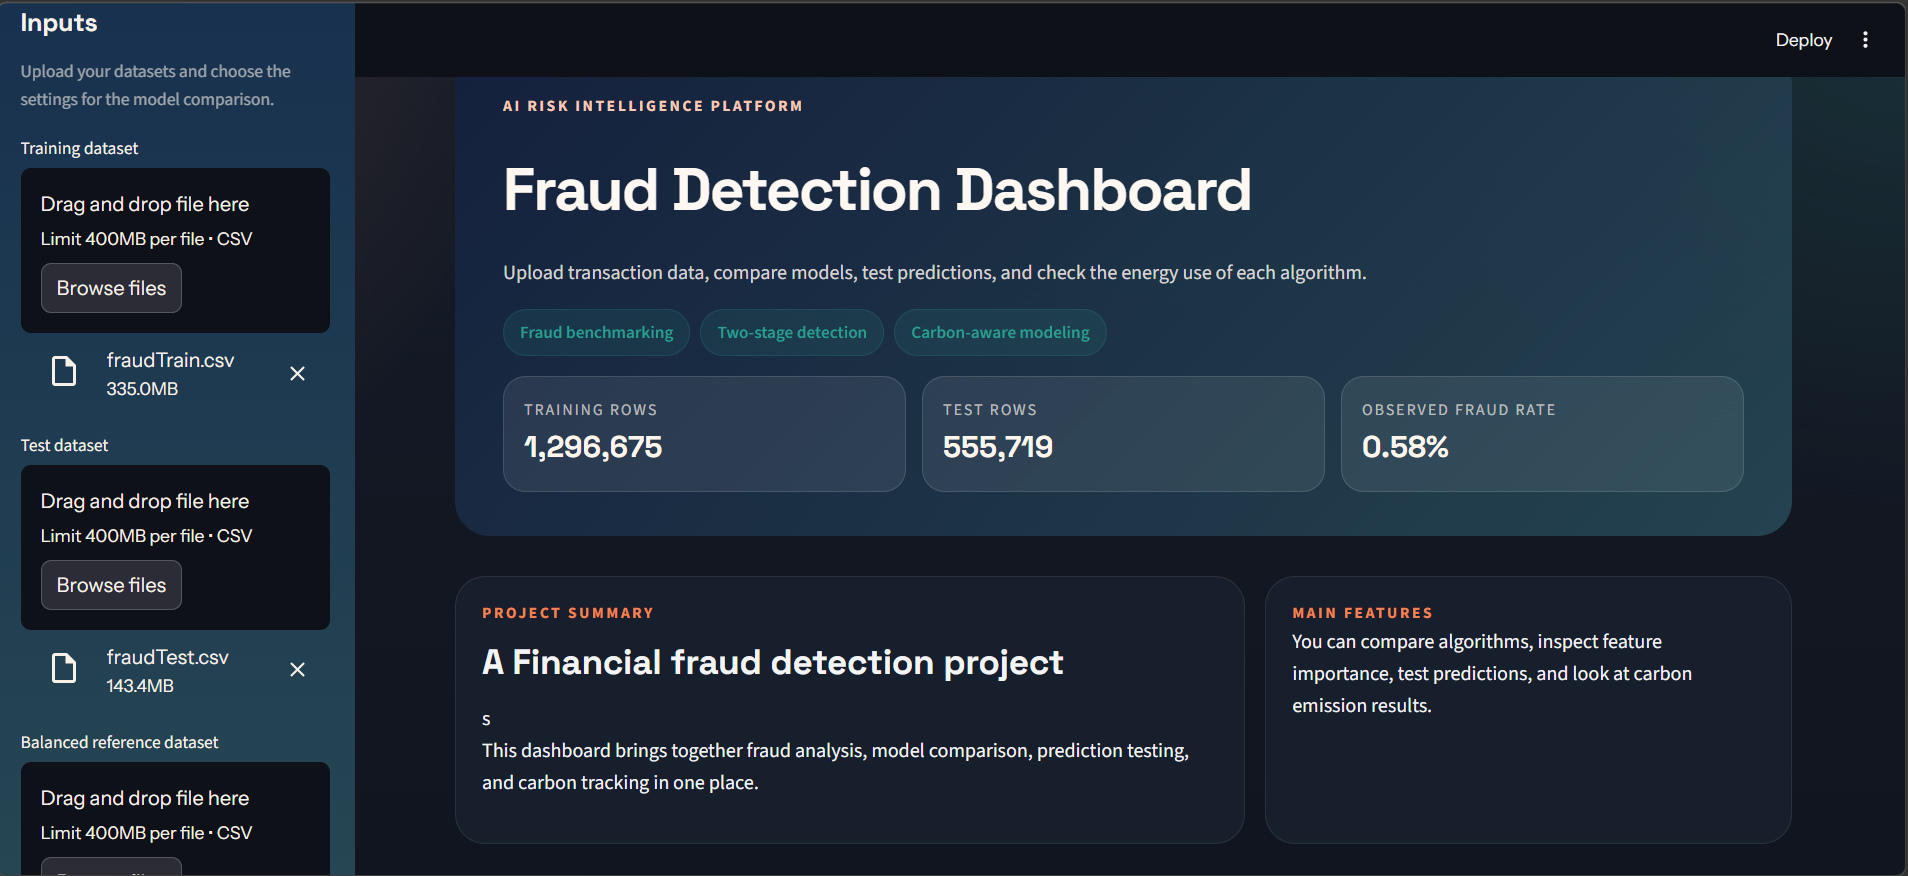 Inputs
Upload your datasets and choose the
settings for the model comparison.
Training dataset
Drag and drop file here
Limit 400MB per file • CSV
Browse files
fraudTrain.csv
335.0MB
Test dataset
Drag and drop file here
Limit 400MB per file • CSV
Browse files
fraudTest.csv
143.4MB
Balanced reference dataset
Drag and drop file here
Limit 400MB per file • CSV
Deploy
AI RISK INTELLIGENCE PLATFORM
Fraud Detection Dashboard
Upload transaction data, compare models, test predictions, and check the energy use of each algorithm.
Fraud benchmarking
Two-stage detection
Carbon-aware modeling
TRAINING ROWS
1,296,675
TEST ROWS
555,719
OBSERVED FRAUD RATE
0.58%
PROJECT SUMMARY
A Financial fraud detection project
s
This dashboard brings together fraud analysis, model comparison, prediction testing,
and carbon tracking in one place.
MAIN FEATURES
You can compare algorithms, inspect feature
importance, test predictions, and look at carbon
emission results.